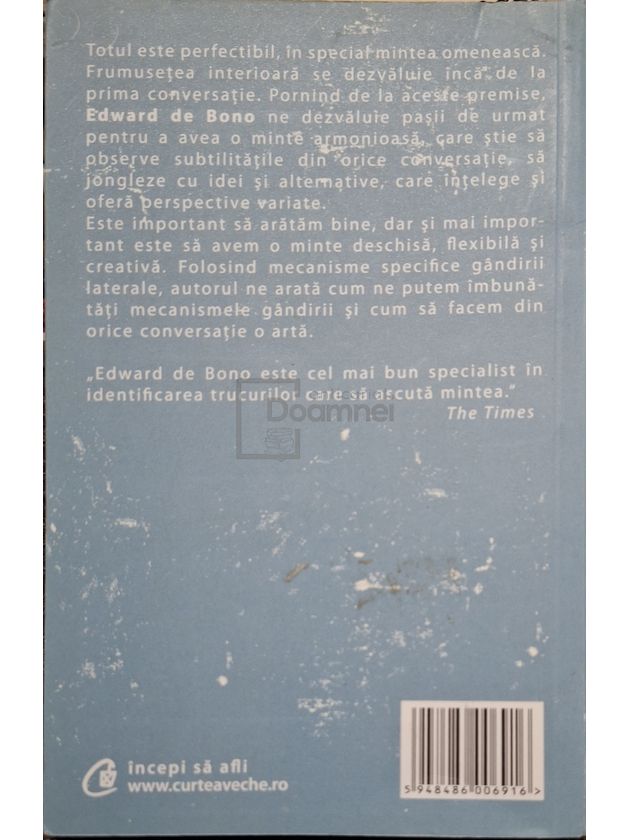 Totul este perfectibil, în special mintea omenească.
Frumusețea interioară se dezvăluie încă de la
prima conversație. Pornind de la aceste premise,
Edward de Bono ne dezvăluie pașii de urmat
pentru a avea o minte armonioasă, care știe să
observe subtilitățile din orice conversație, să
jongleze cu idei și alternative, care înțelege și
oferă perspective variate.
Este important să arătăm bine, dar și mai impor-
tant este să avem o minte deschisă, flexibilă și
creativă. Folosind mecanisme specifice gândirii
laterale, autorul ne arată cum ne putem îmbună-
tăți mecanismele gândirii și cum să facem din
orice conversație o artă.
„Edward de Bono este cel mai bun specialist în
identificarea trucurilor care să ascută mintea.“
Doamnei
The Times
începi să afli
www.curteaveche.ro
5 948486 006916 >